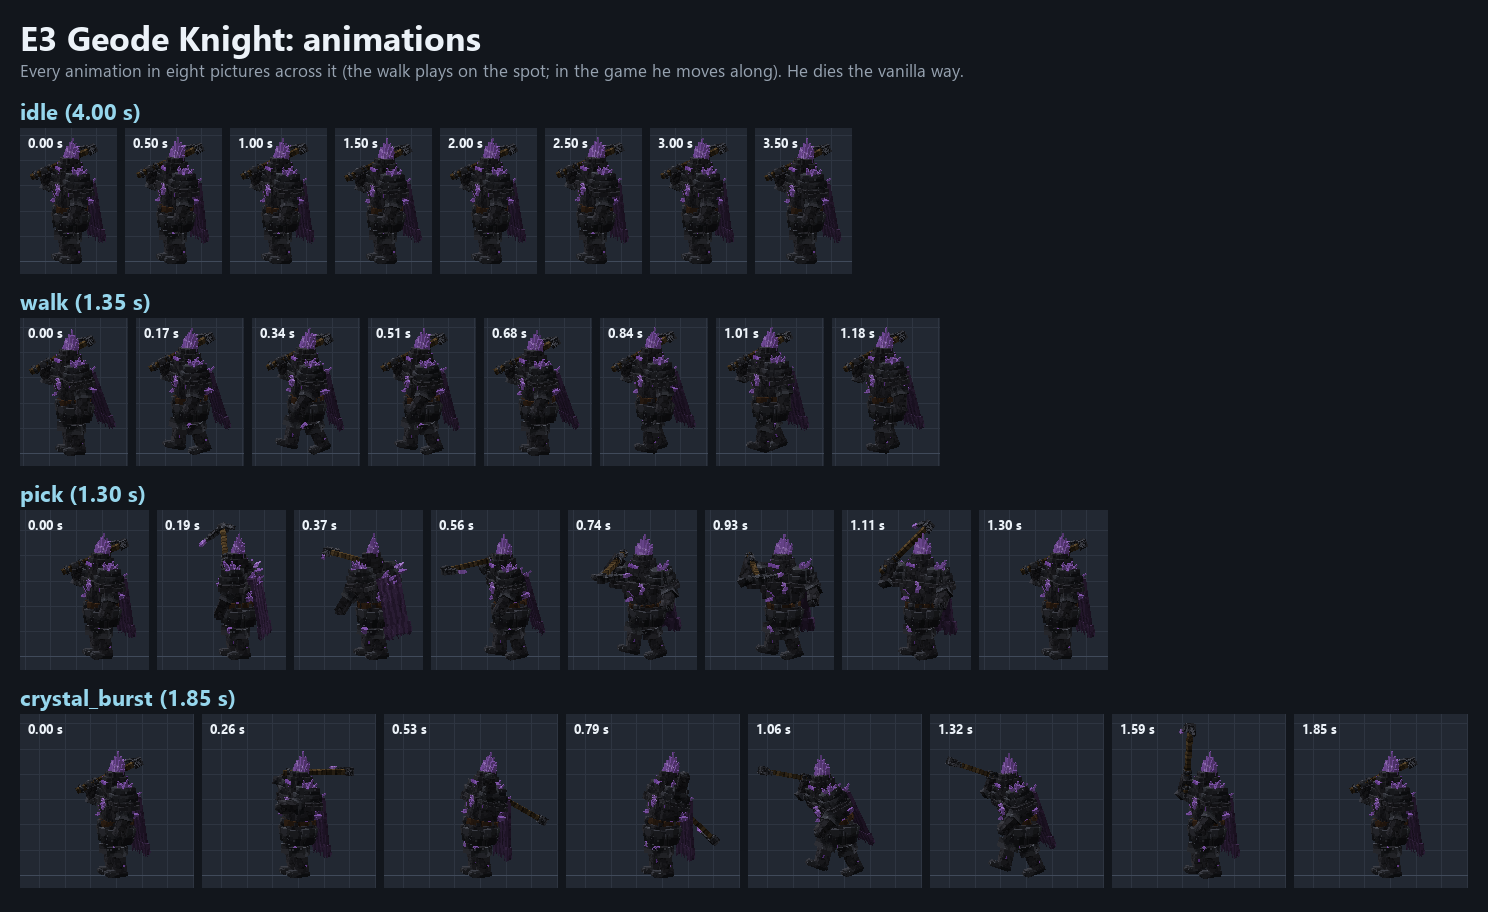 E3 Geode Knight: animations
Every animation in eight pictures across it (the walk plays on the spot; in the game he moves along). He dies the vanilla way.
idle (4.00 s)
0.00 s 0.50 s 1.00 s 1.50 s 2.00 s 2.50 s 3.00 s 3.50 s
walk (1.35 s)
0.00 s 0.17 s 0.34 s 0.51 s 0.68 s 0.84 s 1.01 s 1.18 s
pick (1.30 s)
0.00 s 0.19 s 0.37 s 0.56 s 0.74 s 0.93 s 1.11 s 1.30 s
crystal_burst (1.85 s)
0.00 s 0.26 s 0.53 s 0.79 s 1.06 s 1.32 s 1.59 s 1.85 s